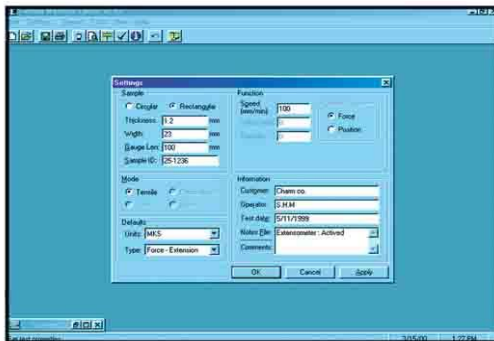 Settings
Sample
Circular Rectangular
Thickness: 1.2 mm
Width: 23 mm
Gauge Len: 100 mm
Sample ID: 25-1236
Mode
Tensile
Defaults
Units: MKS
Type: Force - Extension
Function
Speed (mm/min) 100
Force
Position
Information
Customer: Charm co.
Operator: S.H.M
Test date: 5/11/1999
Notes File: Extensometer : Actived
Comments:
OK Cancel Apply
3/15/00 1:27 PM